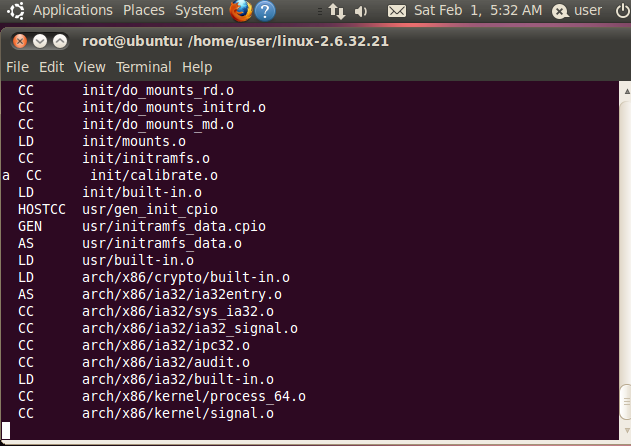 Applications Places System ? Sat Feb 1, 5:32 AM user
root@ubuntu: /home/user/linux-2.6.32.21
File Edit View Terminal Help
CC init/do_mounts_rd.o
CC init/do_mounts_initrd.o
CC init/do_mounts_md.o
LD init/mounts.o
CC init/initramfs.o
a CC init/calibrate.o
LD init/built-in.o
HOSTCC usr/gen_init_cpio
GEN usr/initramfs_data.cpio
AS usr/initramfs_data.o
LD usr/built-in.o
LD arch/x86/crypto/built-in.o
AS arch/x86/ia32/ia32entry.o
CC arch/x86/ia32/sys_ia32.o
CC arch/x86/ia32/ia32_signal.o
CC arch/x86/ia32/ipc32.o
CC arch/x86/ia32/audit.o
LD arch/x86/ia32/built-in.o
CC arch/x86/kernel/process_64.o
CC arch/x86/kernel/signal.o